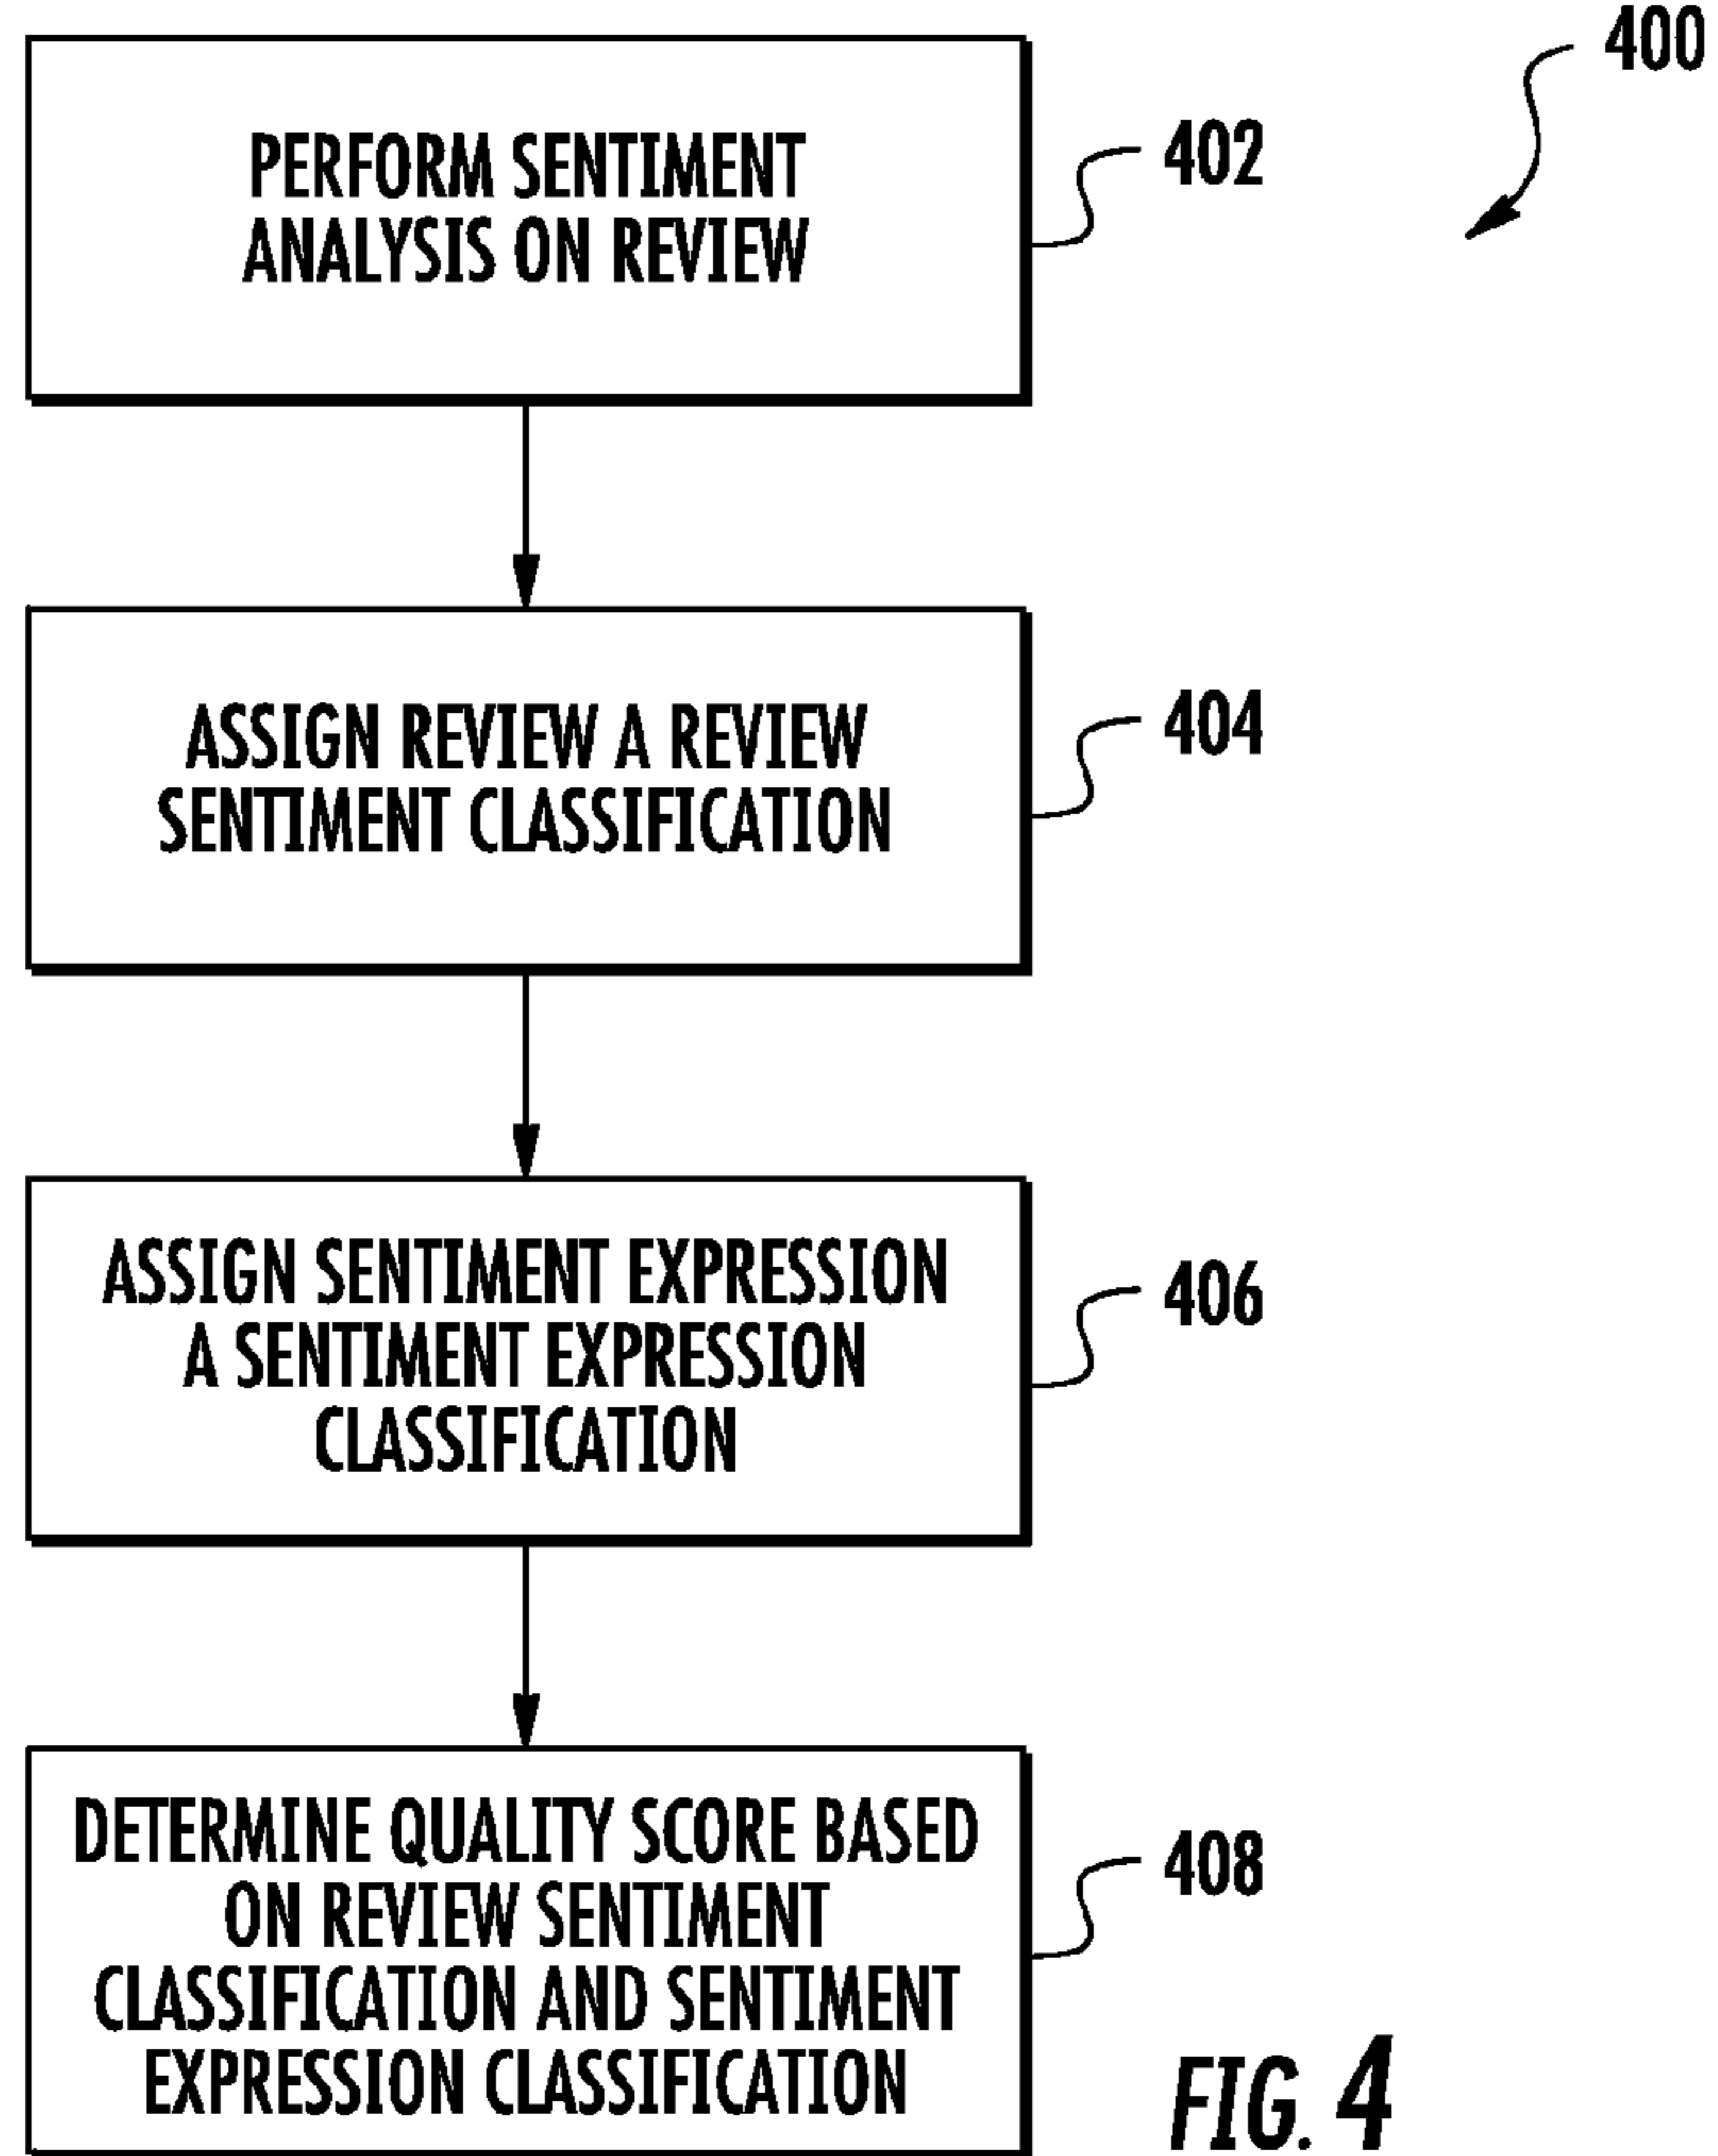 400
PERFORM SENTIMENT
ANALYSIS ON REVIEW
402
ASSIGN REVIEW A REVIEW
SENTIMENT CLASSIFICATION
404
ASSIGN SENTIMENT EXPRESSION
A SENTIMENT EXPRESSION
CLASSIFICATION
406
DETERMINE QUALITY SCORE BASED
ON REVIEW SENTIMENT
CLASSIFICATION AND SENTIMENT
EXPRESSION CLASSIFICATION
408
FIG. 4